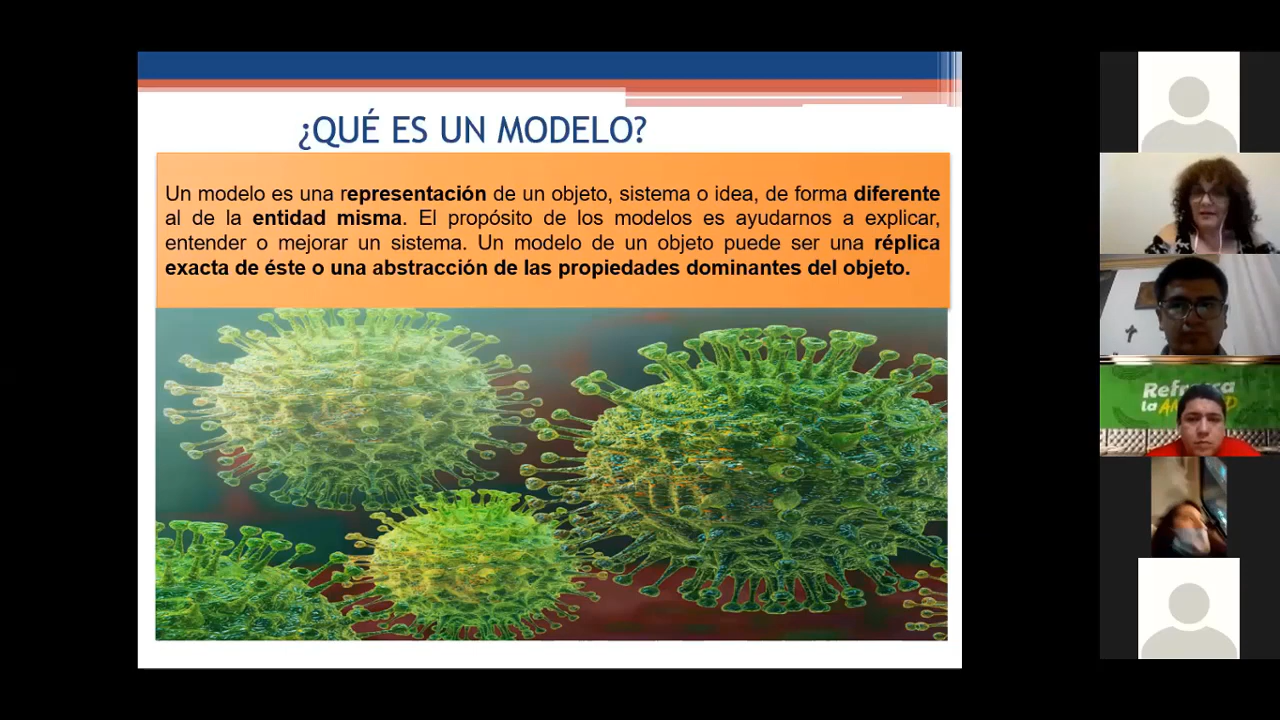 ¿QUÉ ES UN MODELO?
Un modelo es una representación de un objeto, sistema o idea, de forma diferente
al de la entidad misma. El propósito de los modelos es ayudarnos a explicar,
entender o mejorar un sistema. Un modelo de un objeto puede ser una réplica
exacta de éste o una abstracción de las propiedades dominantes del objeto.
la